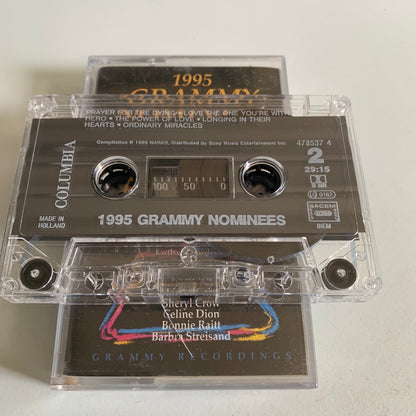 1995
GRAMMY
PRAYER FOR THE DYING • LOVE THE ONE YOU'RE WITH
HERO • THE POWER OF LOVE • LONGING IN THEIR
HEARTS • ORDINARY MIRACLES
Compilation ℗ 1995 NARAS, Distributed by Sony Music Entertainment Inc.
473537 4
2
29:15
COLUMBIA
100 50 0
MADE IN
HOLLAND
1995 GRAMMY NOMINEES
SACEM
BIEM
Luther
Sheryl Crow
Celine Dion
Bonnie Raitt
Barbra Streisand
GRAMMY RECORDINGS